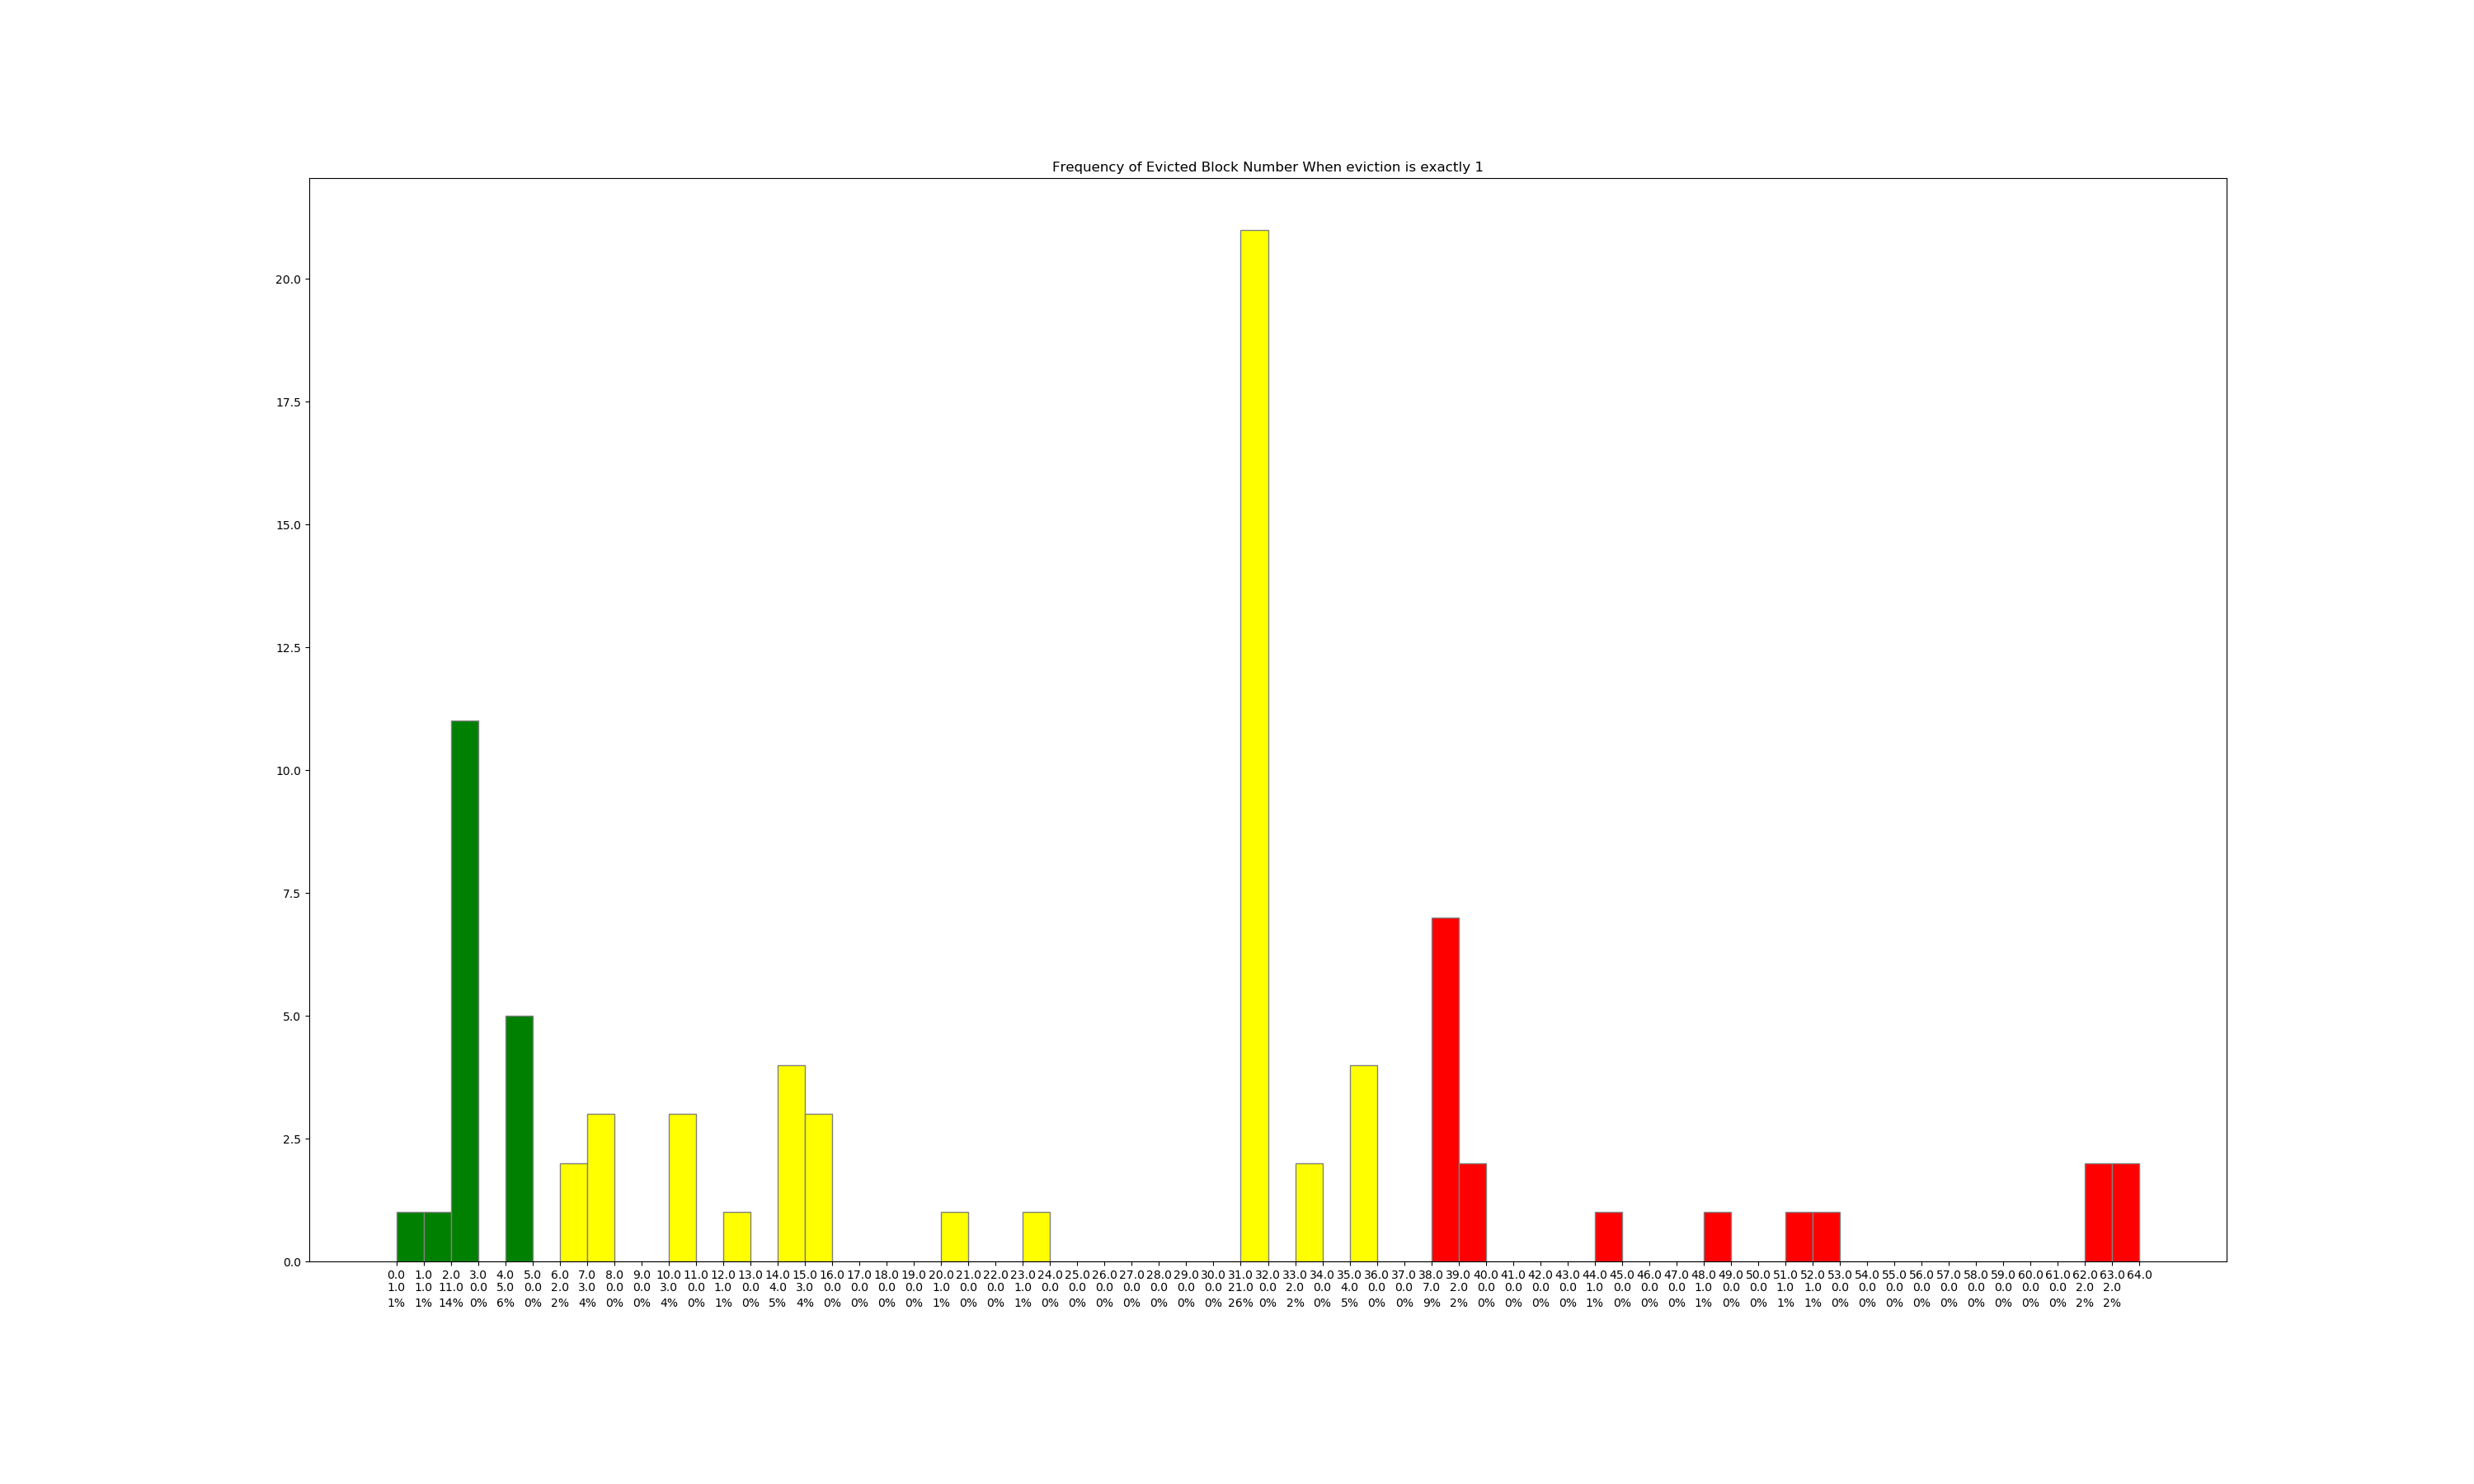 Frequency of Evicted Block Number When eviction is exactly 1
20.0
17.5
15.0
12.5
10.0
7.5
5.0
2.5
0.0
0.0 1.0 2.0 3.0 4.0 5.0 6.0 7.0 8.0 9.0 10.0 11.0 12.0 13.0 14.0 15.0 16.0 17.0 18.0 19.0 20.0 21.0 22.0 23.0 24.0 25.0 26.0 27.0 28.0 29.0 30.0 31.0 32.0 33.0 34.0 35.0 36.0 37.0 38.0 39.0 40.0 41.0 42.0 43.0 44.0 45.0 46.0 47.0 48.0 49.0 50.0 51.0 52.0 53.0 54.0 55.0 56.0 57.0 58.0 59.0 60.0 61.0 62.0 63.0 64.0
1.0 1.0 11.0 0.0 5.0 0.0 2.0 3.0 0.0 0.0 3.0 0.0 1.0 0.0 4.0 3.0 0.0 0.0 0.0 0.0 1.0 0.0 0.0 1.0 0.0 0.0 0.0 0.0 0.0 0.0 0.0 21.0 0.0 2.0 0.0 4.0 0.0 0.0 7.0 2.0 0.0 0.0 0.0 0.0 1.0 0.0 0.0 0.0 1.0 0.0 0.0 1.0 1.0 0.0 0.0 0.0 0.0 0.0 0.0 0.0 0.0 0.0 2.0 2.0
1% 1% 14% 0% 6% 0% 2% 4% 0% 0% 4% 0% 1% 0% 5% 4% 0% 0% 0% 0% 1% 0% 0% 1% 0% 0% 0% 0% 0% 0% 0% 26% 0% 2% 0% 5% 0% 0% 9% 2% 0% 0% 0% 0% 1% 0% 0% 0% 1% 0% 0% 1% 1% 0% 0% 0% 0% 0% 0% 0% 0% 0% 2% 2%